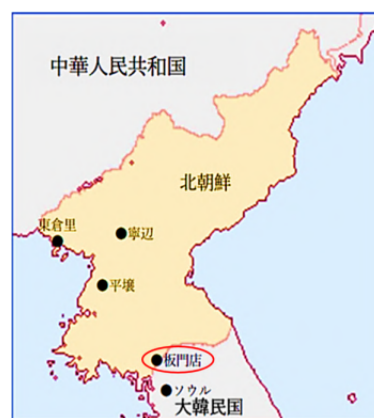 中華人民共和国
北朝鮮
東倉里
寧辺
平壌
板門店
ソウル
大韓民国